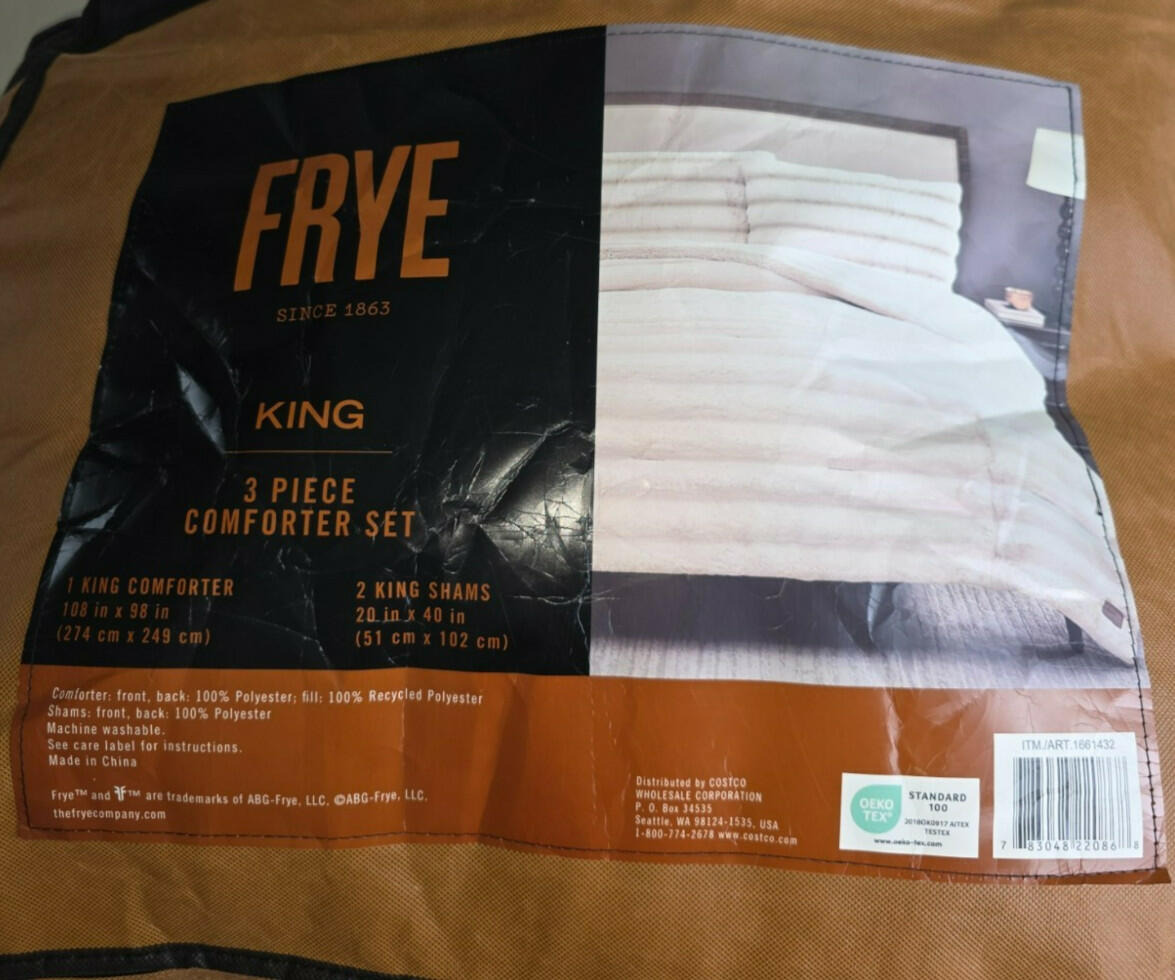 FRYE
SINCE 1863
KING
3 PIECE
COMFORTER SET
1 KING COMFORTER
108 in x 98 in
(274 cm x 249 cm)
2 KING SHAMS
20 in x 40 in
(51 cm x 102 cm)
Comforter: front, back: 100% Polyester; fill: 100% Recycled Polyester
Shams: front, back: 100% Polyester
Machine washable.
See care label for instructions.
Made in China
Frye™ and ™ are trademarks of ABG-Frye, LLC. ©ABG-Frye, LLC.
thefryecompany.com
Distributed by COSTCO
WHOLESALE CORPORATION
P. O. Box 34535
Seattle, WA 98124-1535, USA
1-800-774-2678 www.costco.com
OEKO
TEX®
STANDARD
100
2018OK0917 AITEX
TESTEX
www.oeko-tex.com
ITM./ART.1661432
7 83048 22086 8